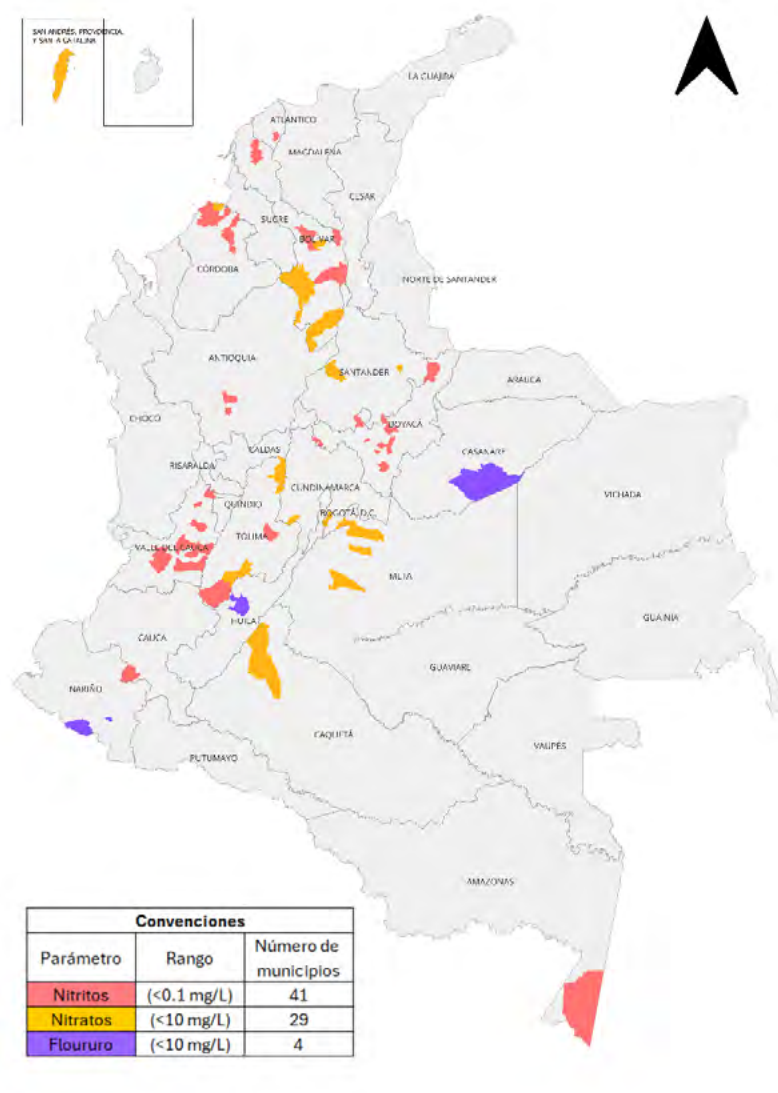 SAN ANDRÉS, PROVIDENCIA,
Y SANTA CATALINA
LA GUAJIRA
ATLÁNTICO
MAGDALENA
CESAR
SUCRE
BOLÍVAR
CÓRDOBA
NORTE DE SANTANDER
ANTIOQUIA
SANTANDER
ARAUCA
CHOCÓ
BOYACÁ
CALDAS
CASANARE
RISARALDA
CUNDINAMARCA
VICHADA
QUINDIO
BOGOTÁ, D.C.
TOLIMA
VALLE DEL CAUCA
META
GUAINÍA
HUILA
CAUCA
GUAVIARE
NARIÑO
CAQUETÁ
VAUPÉS
PUTUMAYO
AMAZONAS
Convenciones
Parámetro Rango Número de
municipios
Nitritos (<0.1 mg/L) 41
Nitratos (<10 mg/L) 29
Floururo (<10 mg/L) 4